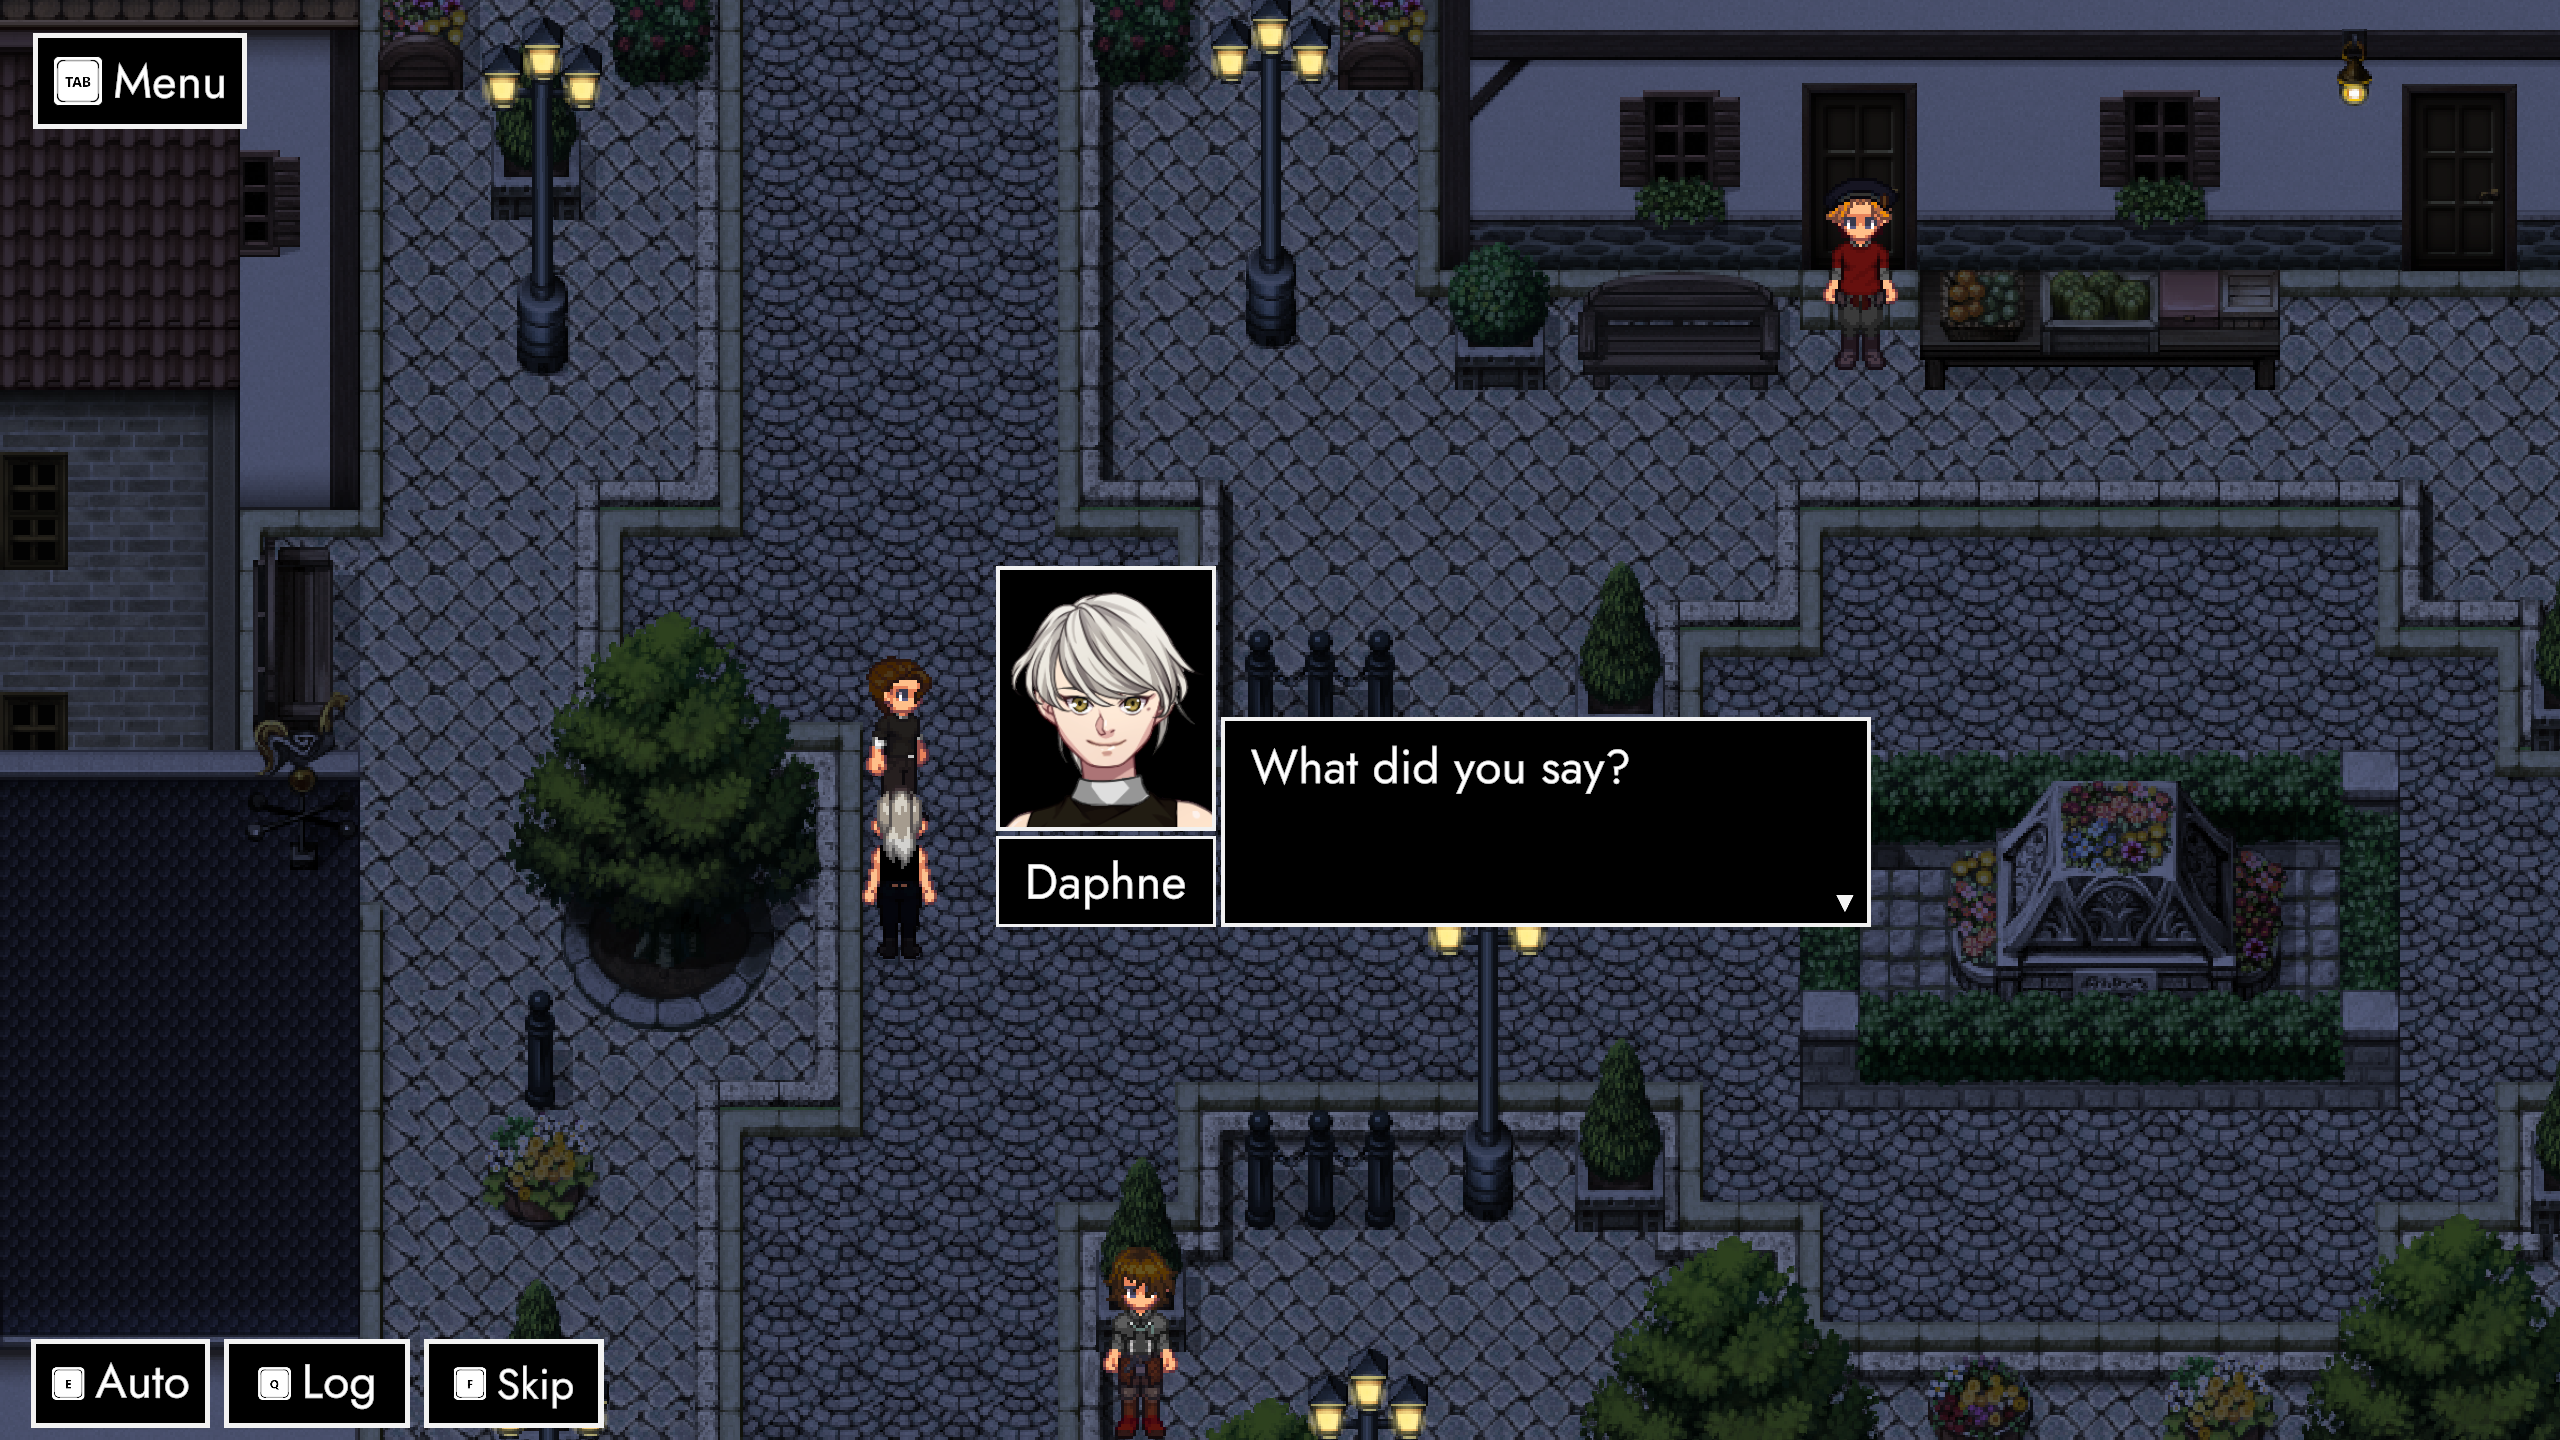 TAB Menu
What did you say?
Daphne
E Auto
Q Log
F Skip